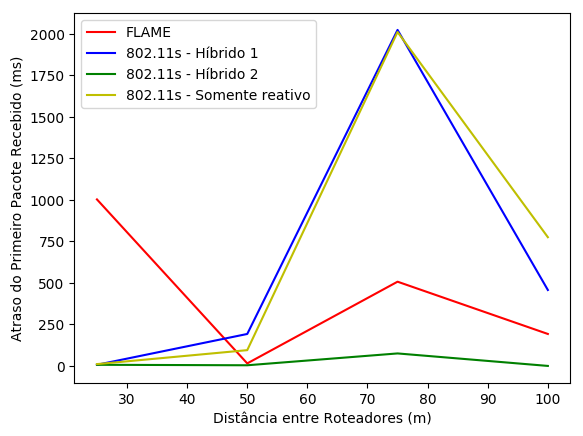 FLAME
802.11s - Híbrido 1
802.11s - Híbrido 2
802.11s - Somente reativo
Atraso do Primeiro Pacote Recebido (ms)
2000
1750
1500
1250
1000
750
500
250
0
30 40 50 60 70 80 90 100
Distância entre Roteadores (m)